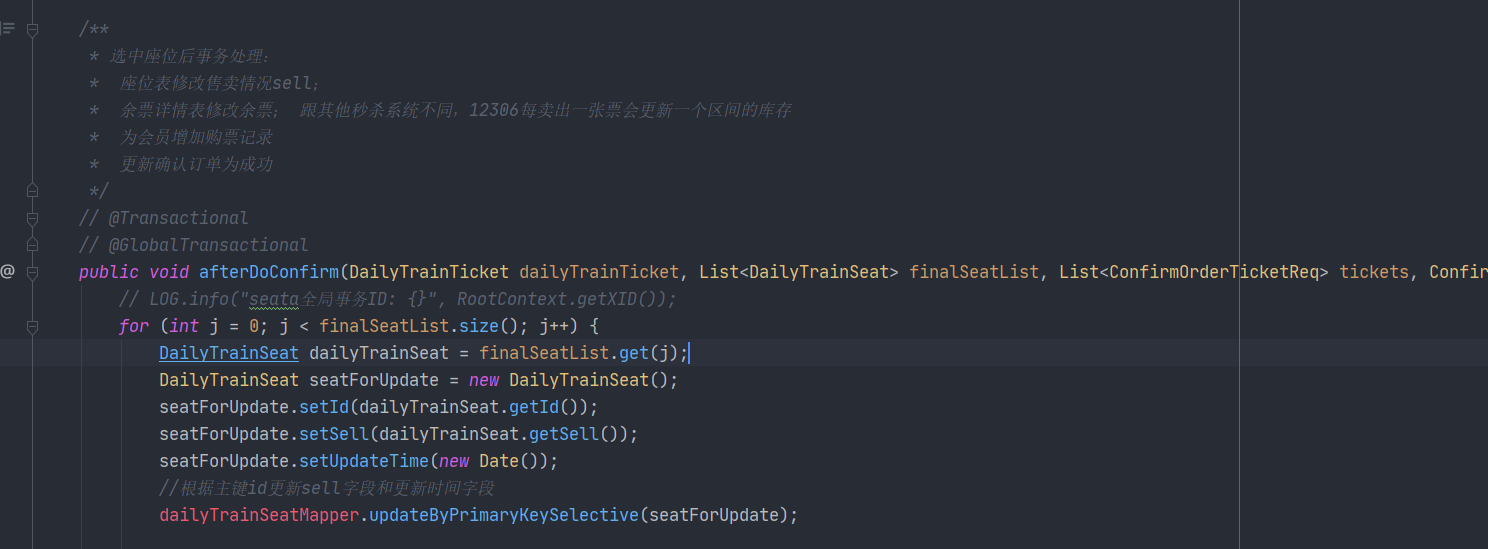 /**
* 选中座位后事务处理:
* 座位表修改售卖情况sell;
* 余票详情表修改余票; 跟其他秒杀系统不同, 12306每卖出一张票会更新一个区间的库存
* 为会员增加购票记录
* 更新确认订单为成功
*/
// @Transactional
// @GlobalTransactional
@ public void afterDoConfirm(DailyTrainTicket dailyTrainTicket, List<DailyTrainSeat> finalSeatList, List<ConfirmOrderTicketReq> tickets, Confir
// LOG.info("seata全局事务ID: {}", RootContext.getXID());
for (int j = 0; j < finalSeatList.size(); j++) {
DailyTrainSeat dailyTrainSeat = finalSeatList.get(j);
DailyTrainSeat seatForUpdate = new DailyTrainSeat();
seatForUpdate.setId(dailyTrainSeat.getId());
seatForUpdate.setSell(dailyTrainSeat.getSell());
seatForUpdate.setUpdateTime(new Date());
//根据主键id更新sell字段和更新时间字段
dailyTrainSeatMapper.updateByPrimaryKeySelective(seatForUpdate);